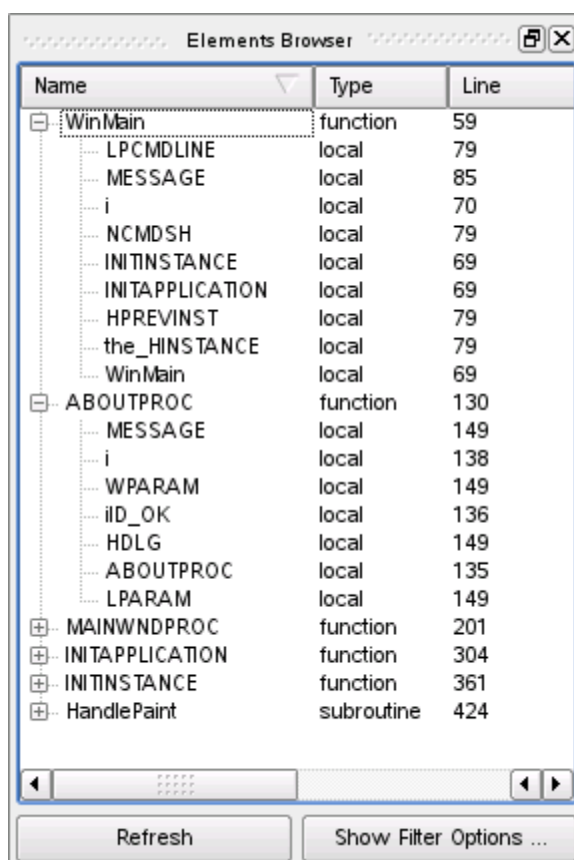 Elements Browser
Name Type Line
WinMain function 59
LPCMDLINE local 79
MESSAGE local 85
i local 70
NCMDSH local 79
INITINSTANCE local 69
INITAPPLICATION local 69
HPREVINST local 79
the_HINSTANCE local 79
WinMain local 69
ABOUTPROC function 130
MESSAGE local 149
i local 138
WPARAM local 149
iID_OK local 136
HDLG local 149
ABOUTPROC local 135
LPARAM local 149
MAINWNDPROC function 201
INITAPPLICATION function 304
INITINSTANCE function 361
HandlePaint subroutine 424
Refresh Show Filter Options ...